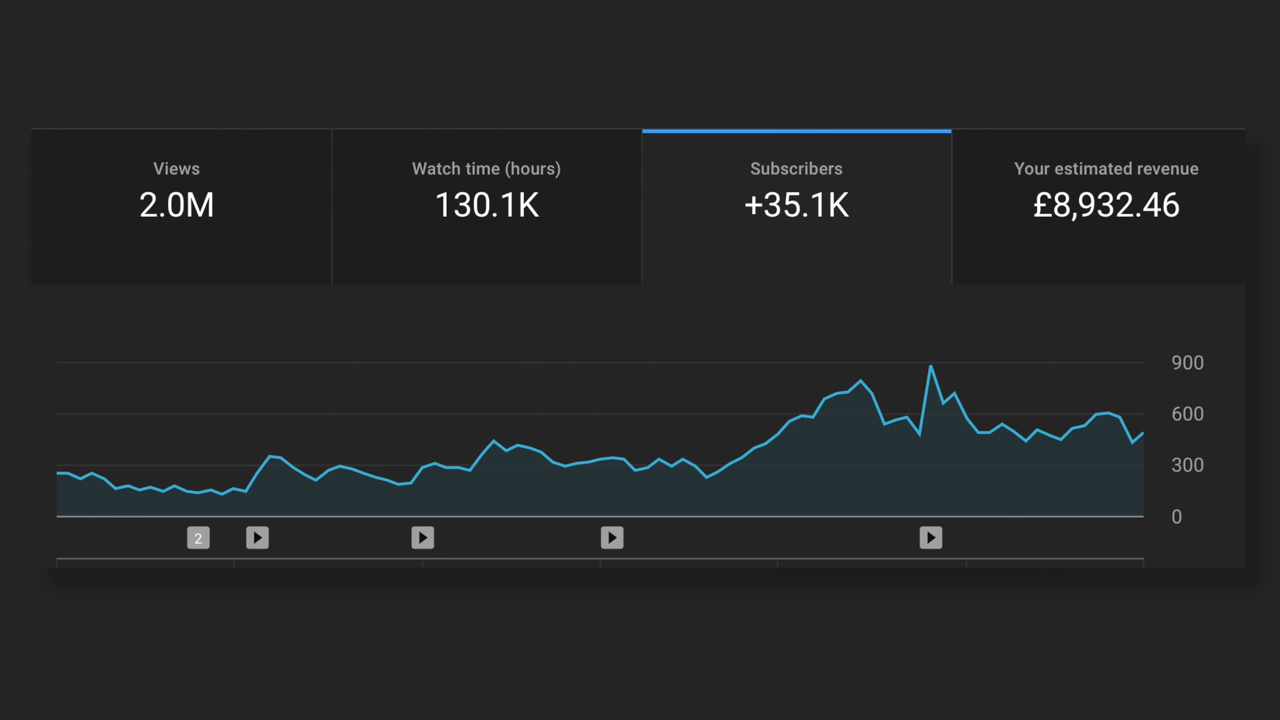 Views
2.0M
Watch time (hours)
130.1K
Subscribers
+35.1K
Your estimated revenue
£8,932.46
900
600
300
0
2